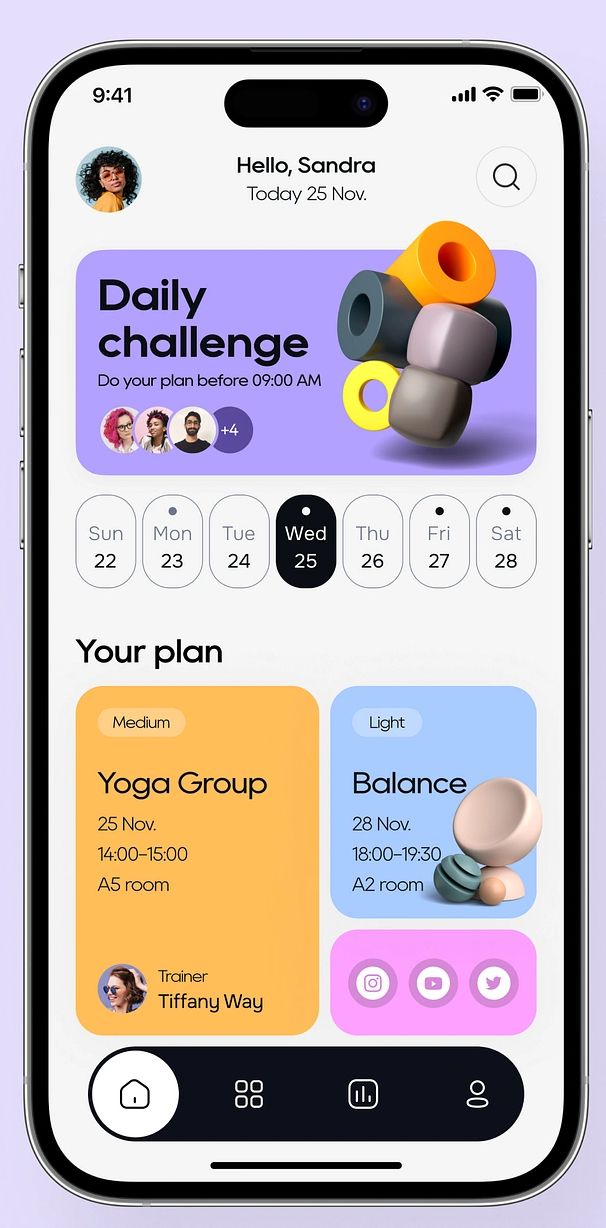 9:41
Hello, Sandra
Today 25 Nov.
Daily
challenge
Do your plan before 09:00 AM
+4
Sun Mon Tue Wed Thu Fri Sat
22 23 24 25 26 27 28
Your plan
Medium
Yoga Group
25 Nov.
14:00–15:00
A5 room
Trainer
Tiffany Way
Light
Balance
28 Nov.
18:00–19:30
A2 room